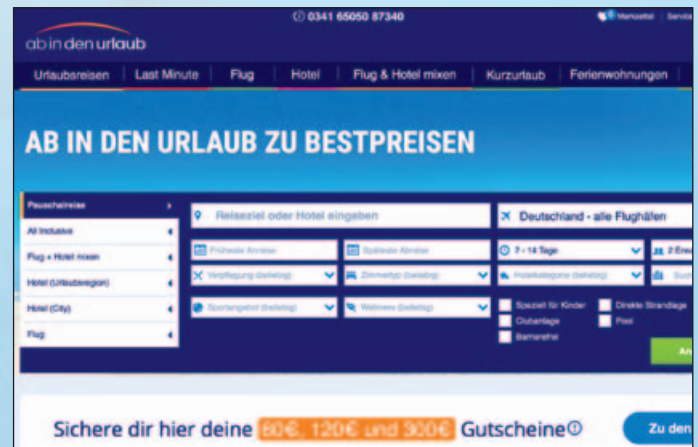 0341 65050 87340
Merkzettel Service
ab in den urlaub
Urlaubsreisen Last Minute Flug Hotel Flug & Hotel mixen Kurzurlaub Ferienwohnungen
AB IN DEN URLAUB ZU BESTPREISEN
Pauschalreise
Reiseziel oder Hotel eingeben
Deutschland - alle Flughäfen
All Inclusive
Früheste Anreise Späteste Abreise 7 - 14 Tage 2 Erwa
Flug + Hotel mixen
Verpflegung (beliebig) Zimmertyp (beliebig) Hotelkategorie (beliebig)
Hotel (Urlaubsregion)
Hotel (City)
Sportangebot (beliebig) Wellness (beliebig) Speziell für Kinder Direkte Strandlage
Clubanlage Pool
Flug
Barrierefrei
An
Sichere dir hier deine 60€, 120€ und 300€ Gutscheine
Zu den